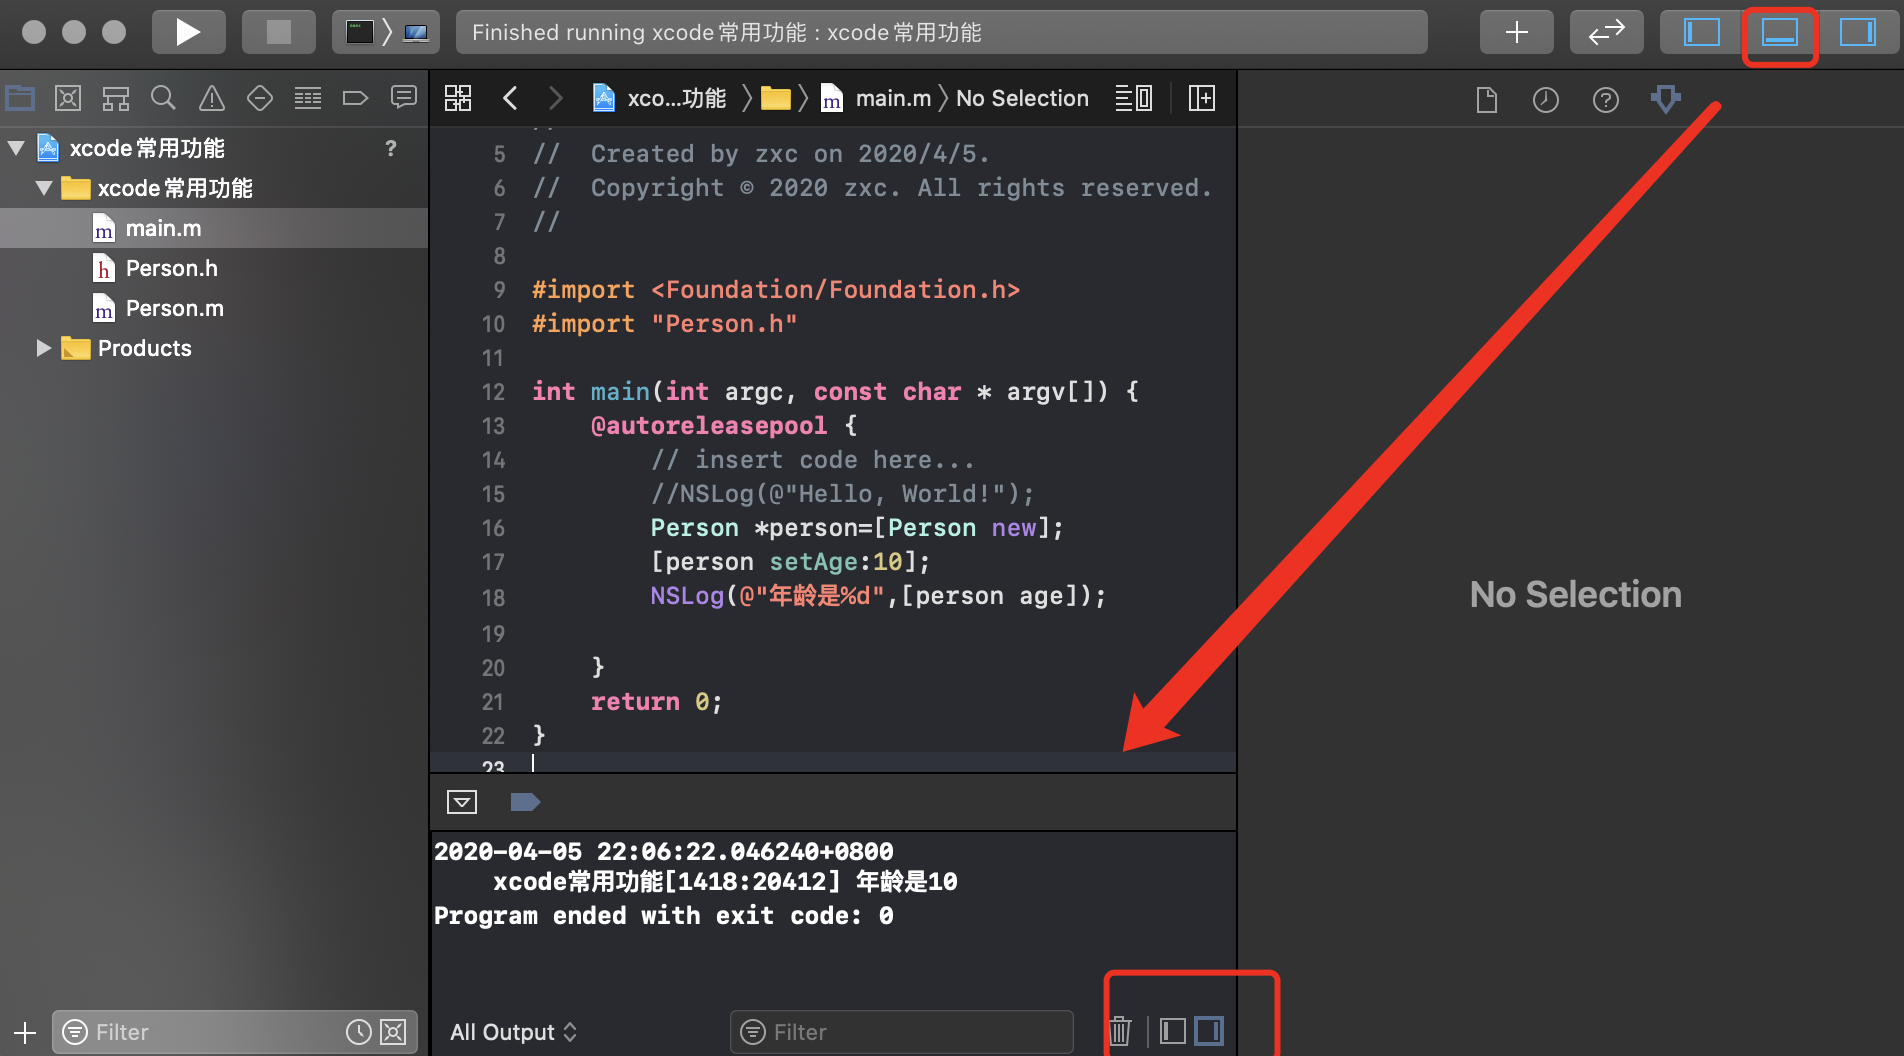 Finished running xcode常用功能 : xcode常用功能
xco...功能 〉 〉 m main.m 〉 No Selection
xcode常用功能 ?
xcode常用功能
m main.m
h Person.h
m Person.m
Products
5 //  Created by zxc on 2020/4/5.
6 //  Copyright © 2020 zxc. All rights reserved.
7 //
8
9 #import <Foundation/Foundation.h>
10 #import "Person.h"
11
12 int main(int argc, const char * argv[]) {
13     @autoreleasepool {
14         // insert code here...
15         //NSLog(@"Hello, World!");
16         Person *person=[Person new];
17         [person setAge:10];
18         NSLog(@"年龄是%d",[person age]);
19
20     }
21     return 0;
22 }
23
No Selection
2020-04-05 22:06:22.046240+0800
xcode常用功能[1418:20412] 年龄是10
Program ended with exit code: 0
Filter
All Output
Filter